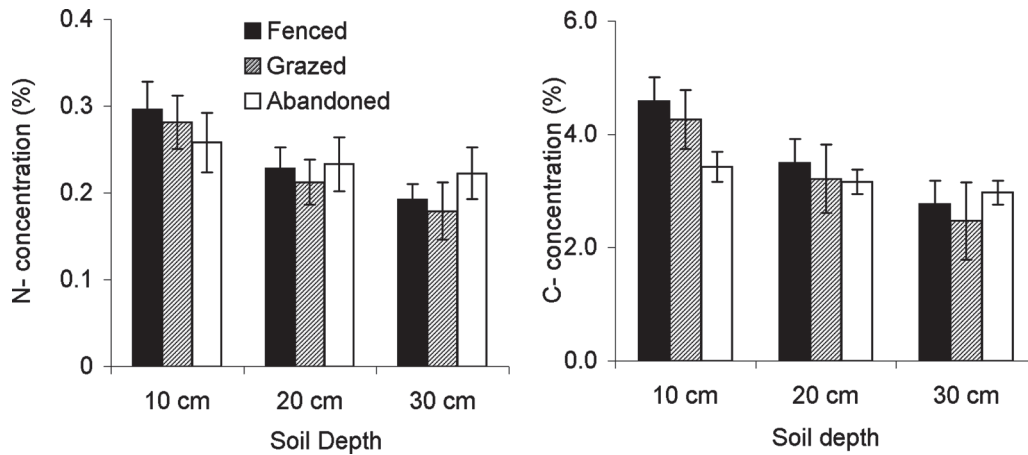 N- concentration (%)
0.4
0.3
0.2
0.1
0
Fenced
Grazed
Abandoned
10 cm
20 cm
30 cm
Soil Depth
C- concentration (%)
6.0
4.0
2.0
0.0
10 cm
20 cm
30 cm
Soil depth